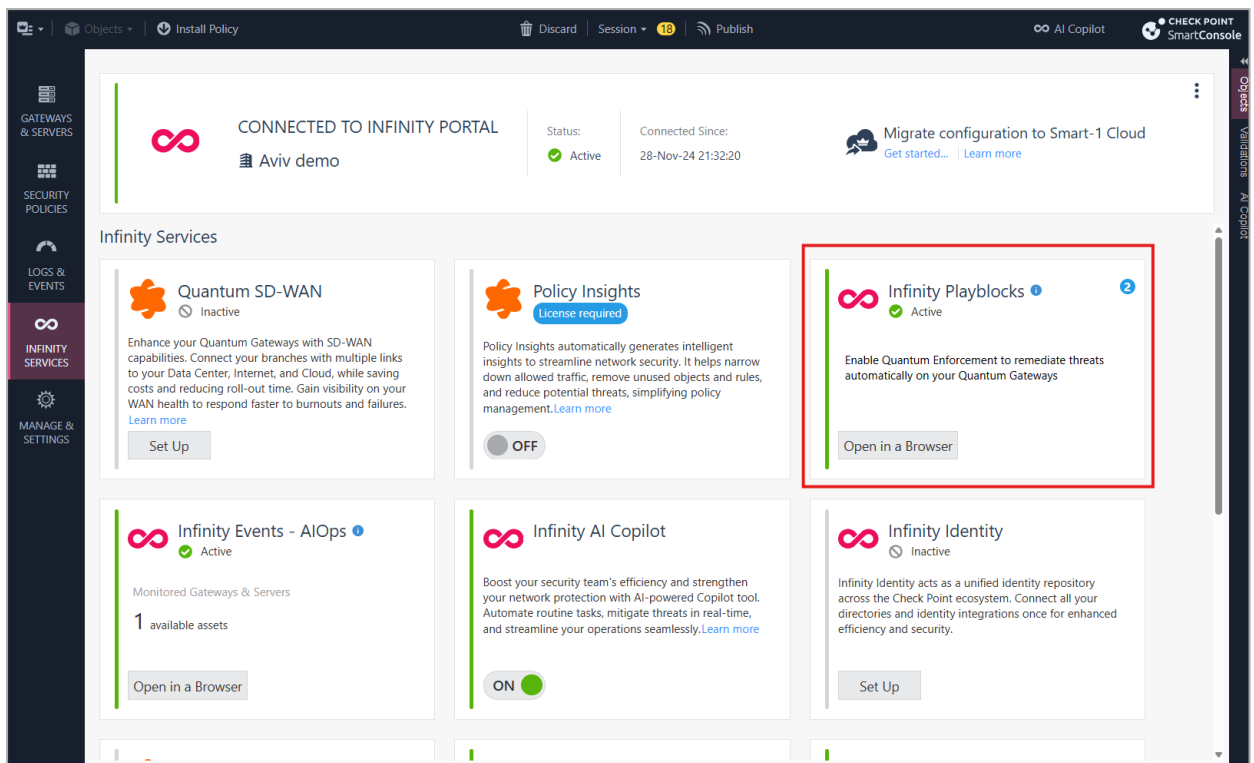 Objects
Install Policy
Discard
Session
18
Publish
AI Copilot
CHECK POINT
SmartConsole
GATEWAYS
& SERVERS
SECURITY
POLICIES
LOGS &
EVENTS
INFINITY
SERVICES
MANAGE &
SETTINGS
CONNECTED TO INFINITY PORTAL
Aviv demo
Status:
Active
Connected Since:
28-Nov-24 21:32:20
Migrate configuration to Smart-1 Cloud
Get started...
Learn more
Infinity Services
Quantum SD-WAN
Inactive
Enhance your Quantum Gateways with SD-WAN
capabilities. Connect your branches with multiple links
to your Data Center, Internet, and Cloud, while saving
costs and reducing roll-out time. Gain visibility on your
WAN health to respond faster to burnouts and failures.
Learn more
Set Up
Policy Insights
License required
Policy Insights automatically generates intelligent
insights to streamline network security. It helps narrow
down allowed traffic, remove unused objects and rules,
and reduce potential threats, simplifying policy
management.Learn more
OFF
Infinity Playblocks
2
Active
Enable Quantum Enforcement to remediate threats
automatically on your Quantum Gateways
Open in a Browser
Infinity Events - AIOps
Active
Monitored Gateways & Servers
1 available assets
Open in a Browser
Infinity AI Copilot
Boost your security team's efficiency and strengthen
your network protection with AI-powered Copilot tool.
Automate routine tasks, mitigate threats in real-time,
and streamline your operations seamlessly.Learn more
ON
Infinity Identity
Inactive
Infinity Identity acts as a unified identity repository
across the Check Point ecosystem. Connect all your
directories and identity integrations once for enhanced
efficiency and security.
Set Up
Objects
Validations
AI Copilot